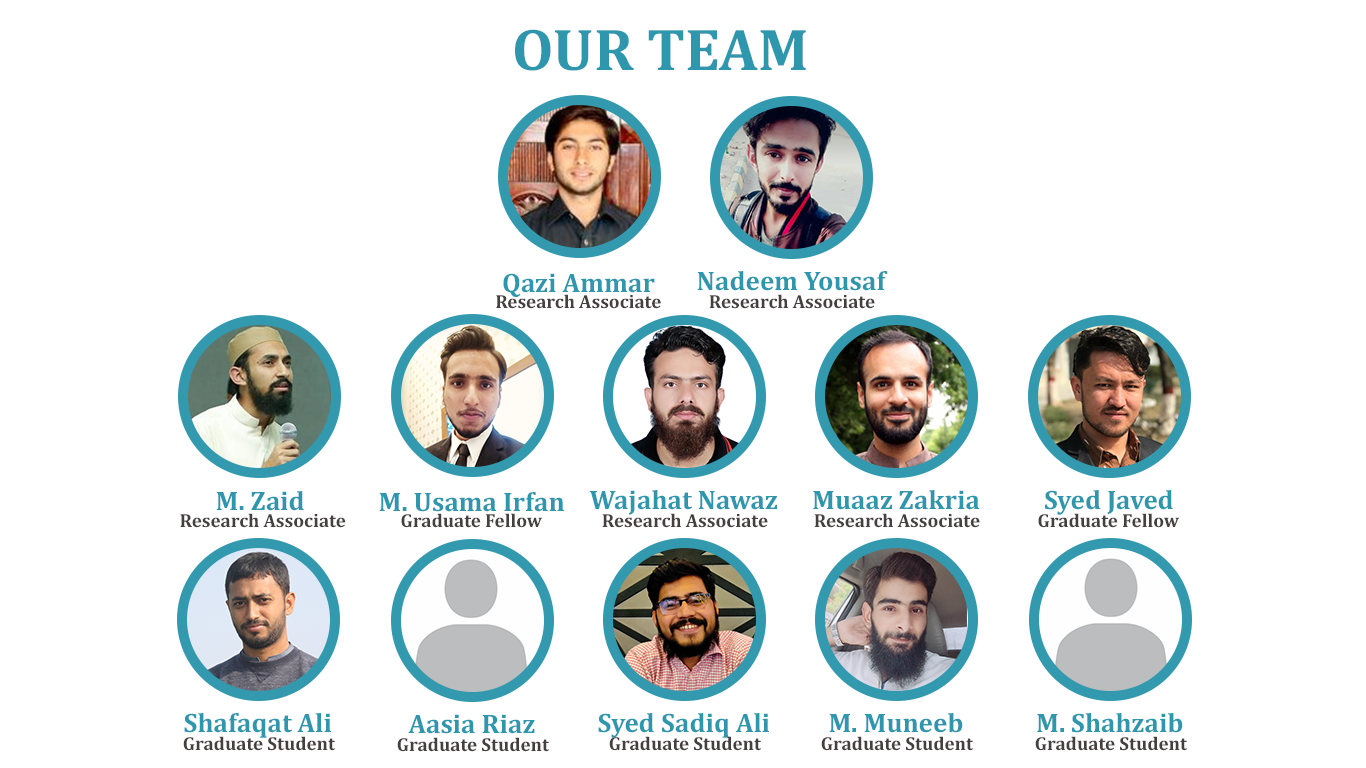 OUR TEAM
Qazi Ammar
Research Associate
Nadeem Yousaf
Research Associate
M. Zaid
Research Associate
M. Usama Irfan
Graduate Fellow
Wajahat Nawaz
Research Associate
Muaaz Zakria
Research Associate
Syed Javed
Graduate Fellow
Shafaqat Ali
Graduate Student
Aasia Riaz
Graduate Student
Syed Sadiq Ali
Graduate Student
M. Muneeb
Graduate Student
M. Shahzaib
Graduate Student